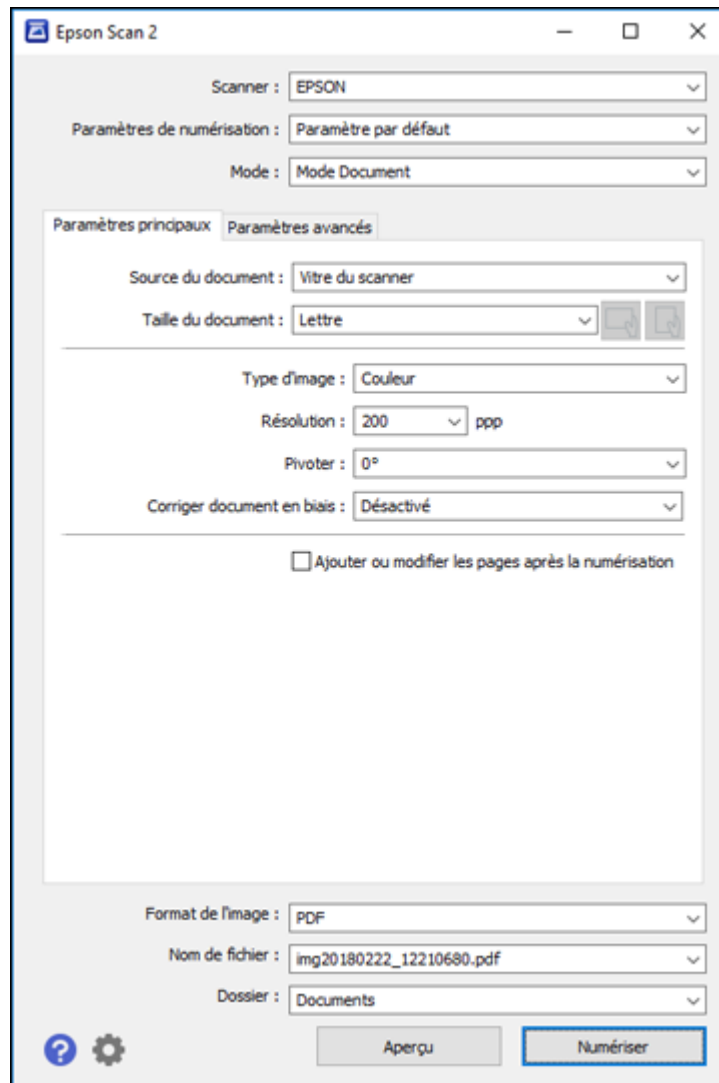 Epson Scan 2
Scanner : EPSON
Paramètres de numérisation : Paramètre par défaut
Mode : Mode Document
Paramètres principaux Paramètres avancés
Source du document : Vitre du scanner
Taille du document : Lettre
Type d'image : Couleur
Résolution : 200 ppp
Pivoter : 0°
Corriger document en biais : Désactivé
Ajouter ou modifier les pages après la numérisation
Format de l'image : PDF
Nom de fichier : img20180222_12210680.pdf
Dossier : Documents
? Aperçu Numériser